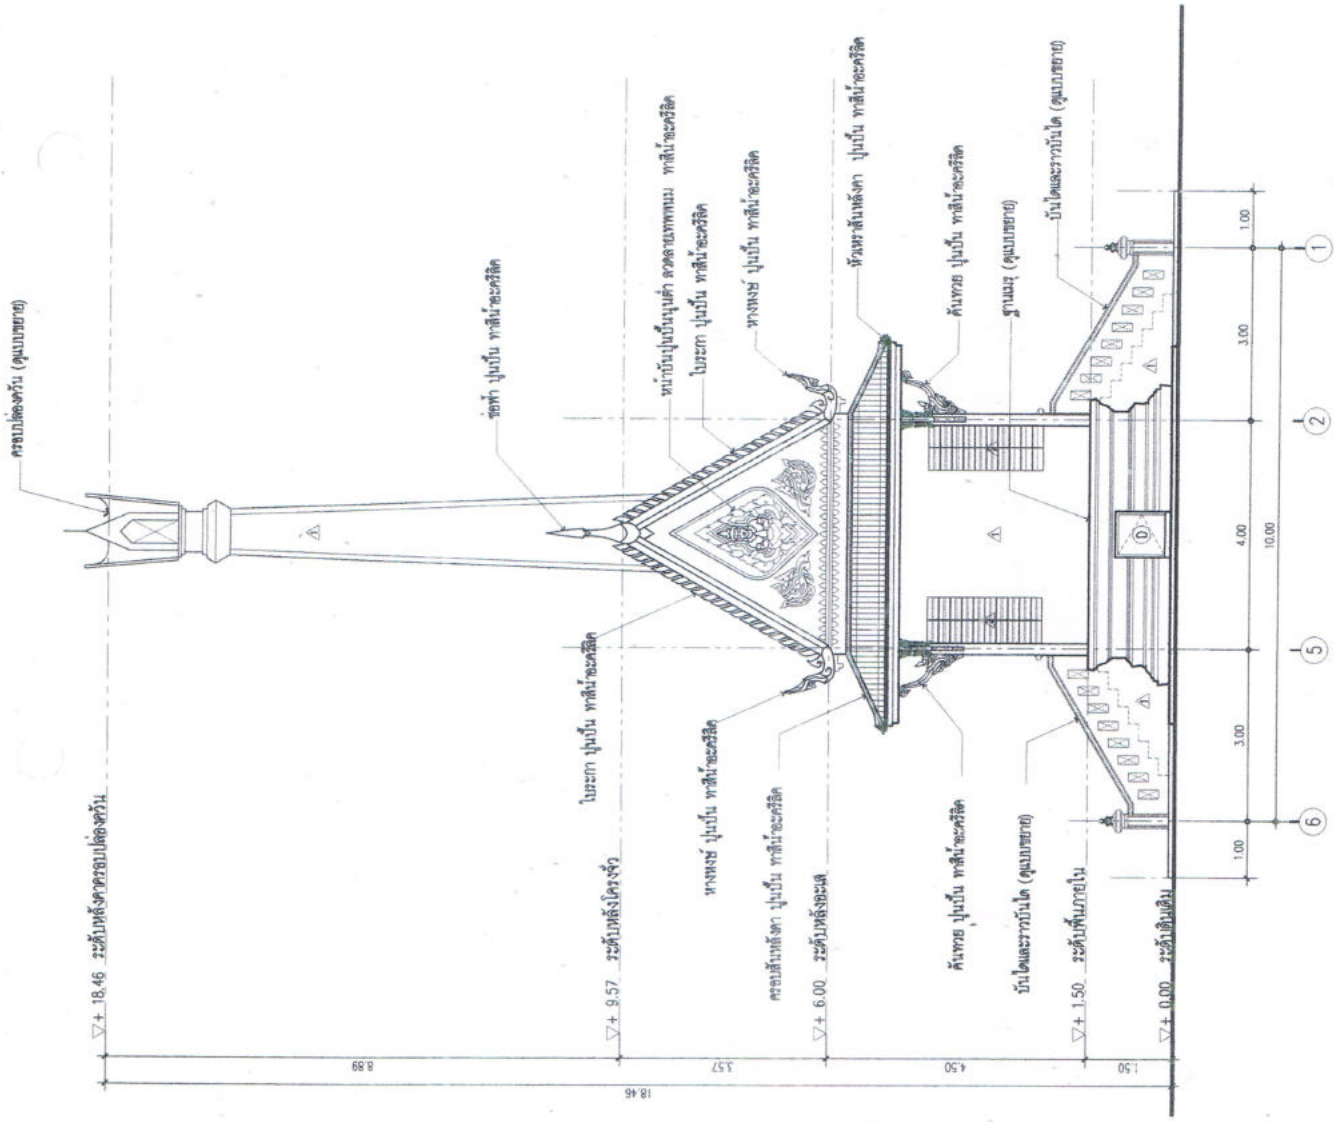 ครอบปล่องควัน (ดูแบบขยาย)
ช่อฟ้า ปูนปั้น ทาสีน้ำอะครีลิค
หน้าบันปูนปั้นนูนต่ำ ลวดลายเทพพนม ทาสีน้ำอะครีลิค
ใบระกา ปูนปั้น ทาสีน้ำอะครีลิค
หางหงษ์ ปูนปั้น ทาสีน้ำอะครีลิค
หัวเหราสันหลังคา ปูนปั้น ทาสีน้ำอะครีลิค
คันทวย ปูนปั้น ทาสีน้ำอะครีลิค
ฐานเมรุ (ดูแบบขยาย)
บันไดและราวบันได (ดูแบบขยาย)
ใบระกา ปูนปั้น ทาสีน้ำอะครีลิค
หางหงษ์ ปูนปั้น ทาสีน้ำอะครีลิค
ครอบสันหลังคา ปูนปั้น ทาสีน้ำอะครีลิค
คันทวย ปูนปั้น ทาสีน้ำอะครีลิค
บันไดและราวบันได (ดูแบบขยาย)
+ 18.46 ระดับหลังคาครอบปล่องควัน
+ 9.57 ระดับหลังโครงจั่ว
+ 6.00 ระดับหลังอะเส
+ 1.50 ระดับพื้นภายใน
+ 0.00 ระดับดินเดิม
8.89
3.57
4.50
1.50
18.46
D
1.00
3.00
4.00
3.00
1.00
10.00
6
5
2
1